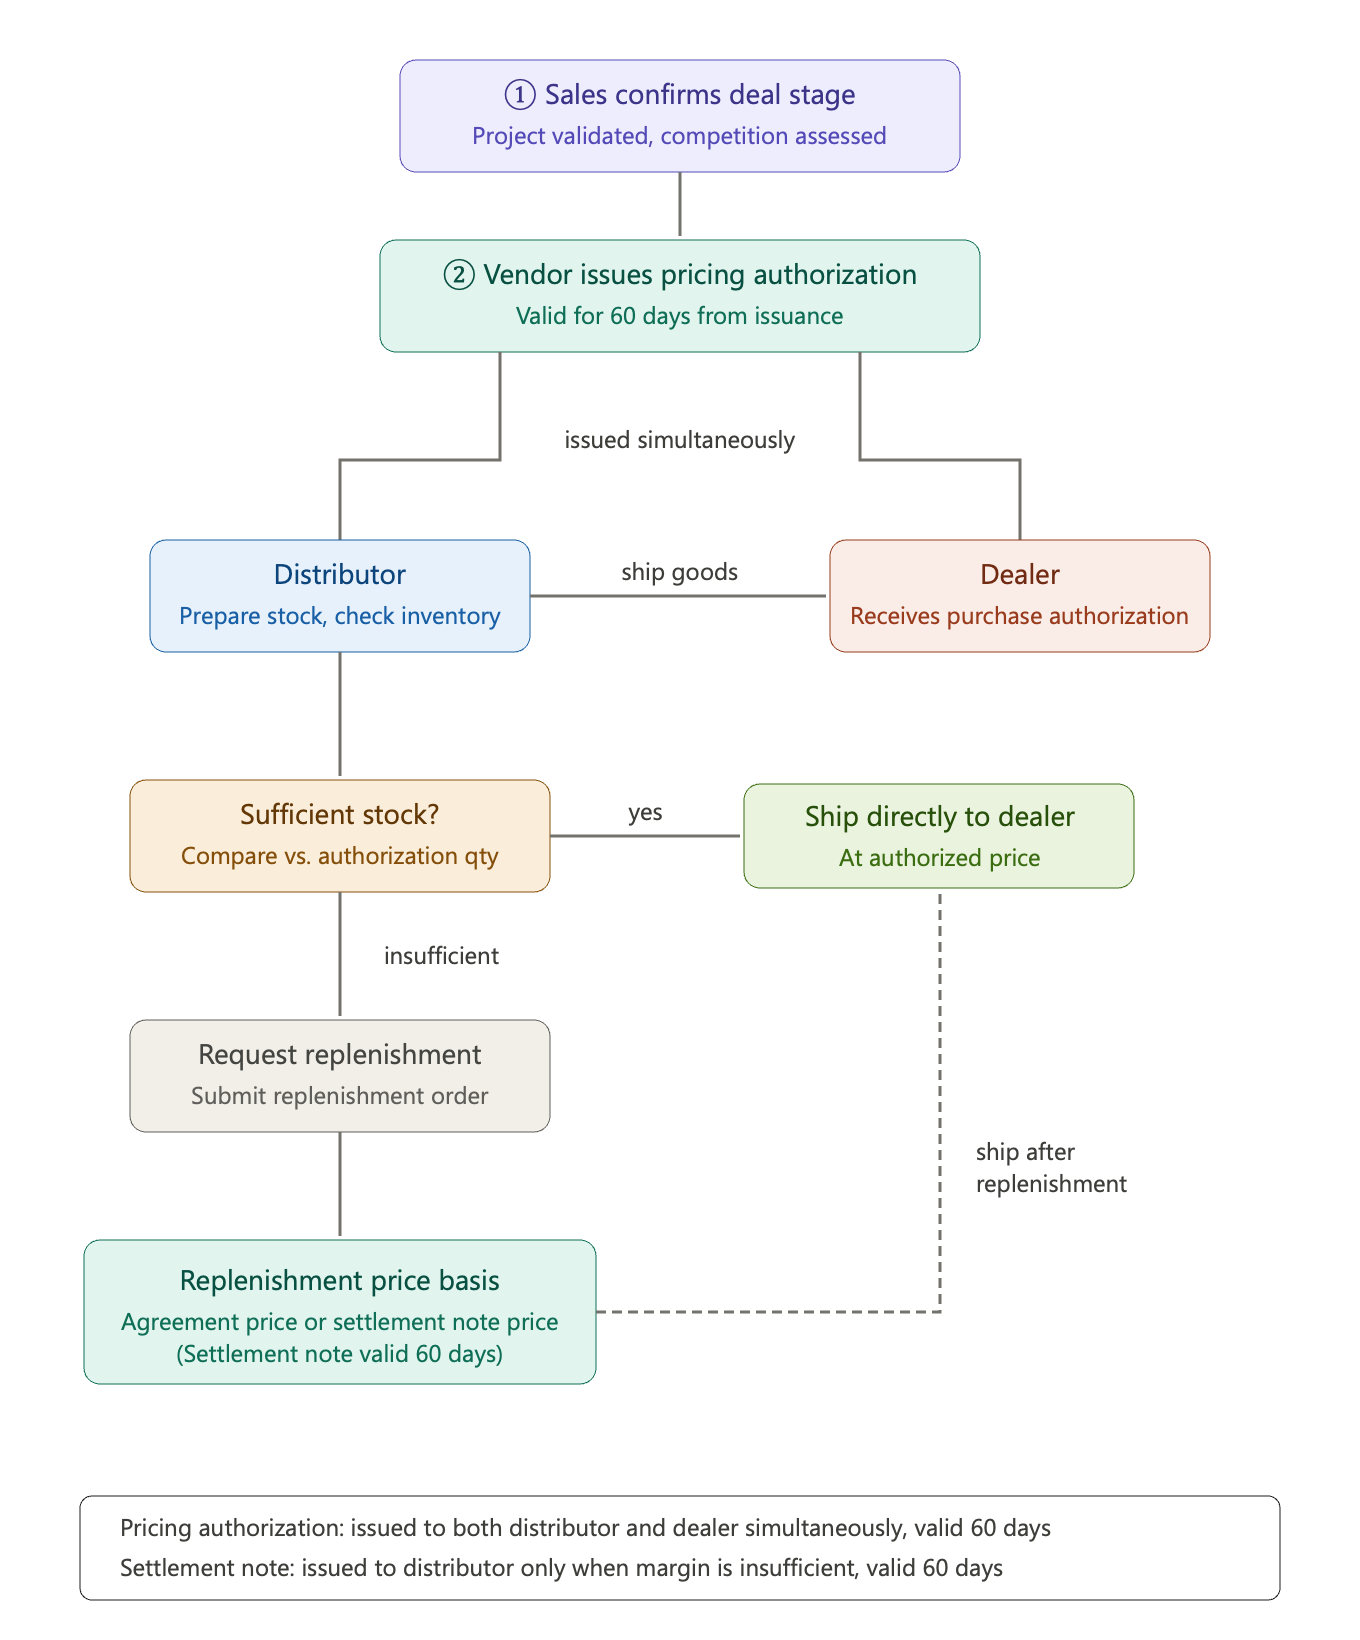 ① Sales confirms deal stage
Project validated, competition assessed
② Vendor issues pricing authorization
Valid for 60 days from issuance
issued simultaneously
Distributor
Prepare stock, check inventory
ship goods
Dealer
Receives purchase authorization
Sufficient stock?
Compare vs. authorization qty
yes
Ship directly to dealer
At authorized price
insufficient
Request replenishment
Submit replenishment order
ship after
replenishment
Replenishment price basis
Agreement price or settlement note price
(Settlement note valid 60 days)
Pricing authorization: issued to both distributor and dealer simultaneously, valid 60 days
Settlement note: issued to distributor only when margin is insufficient, valid 60 days